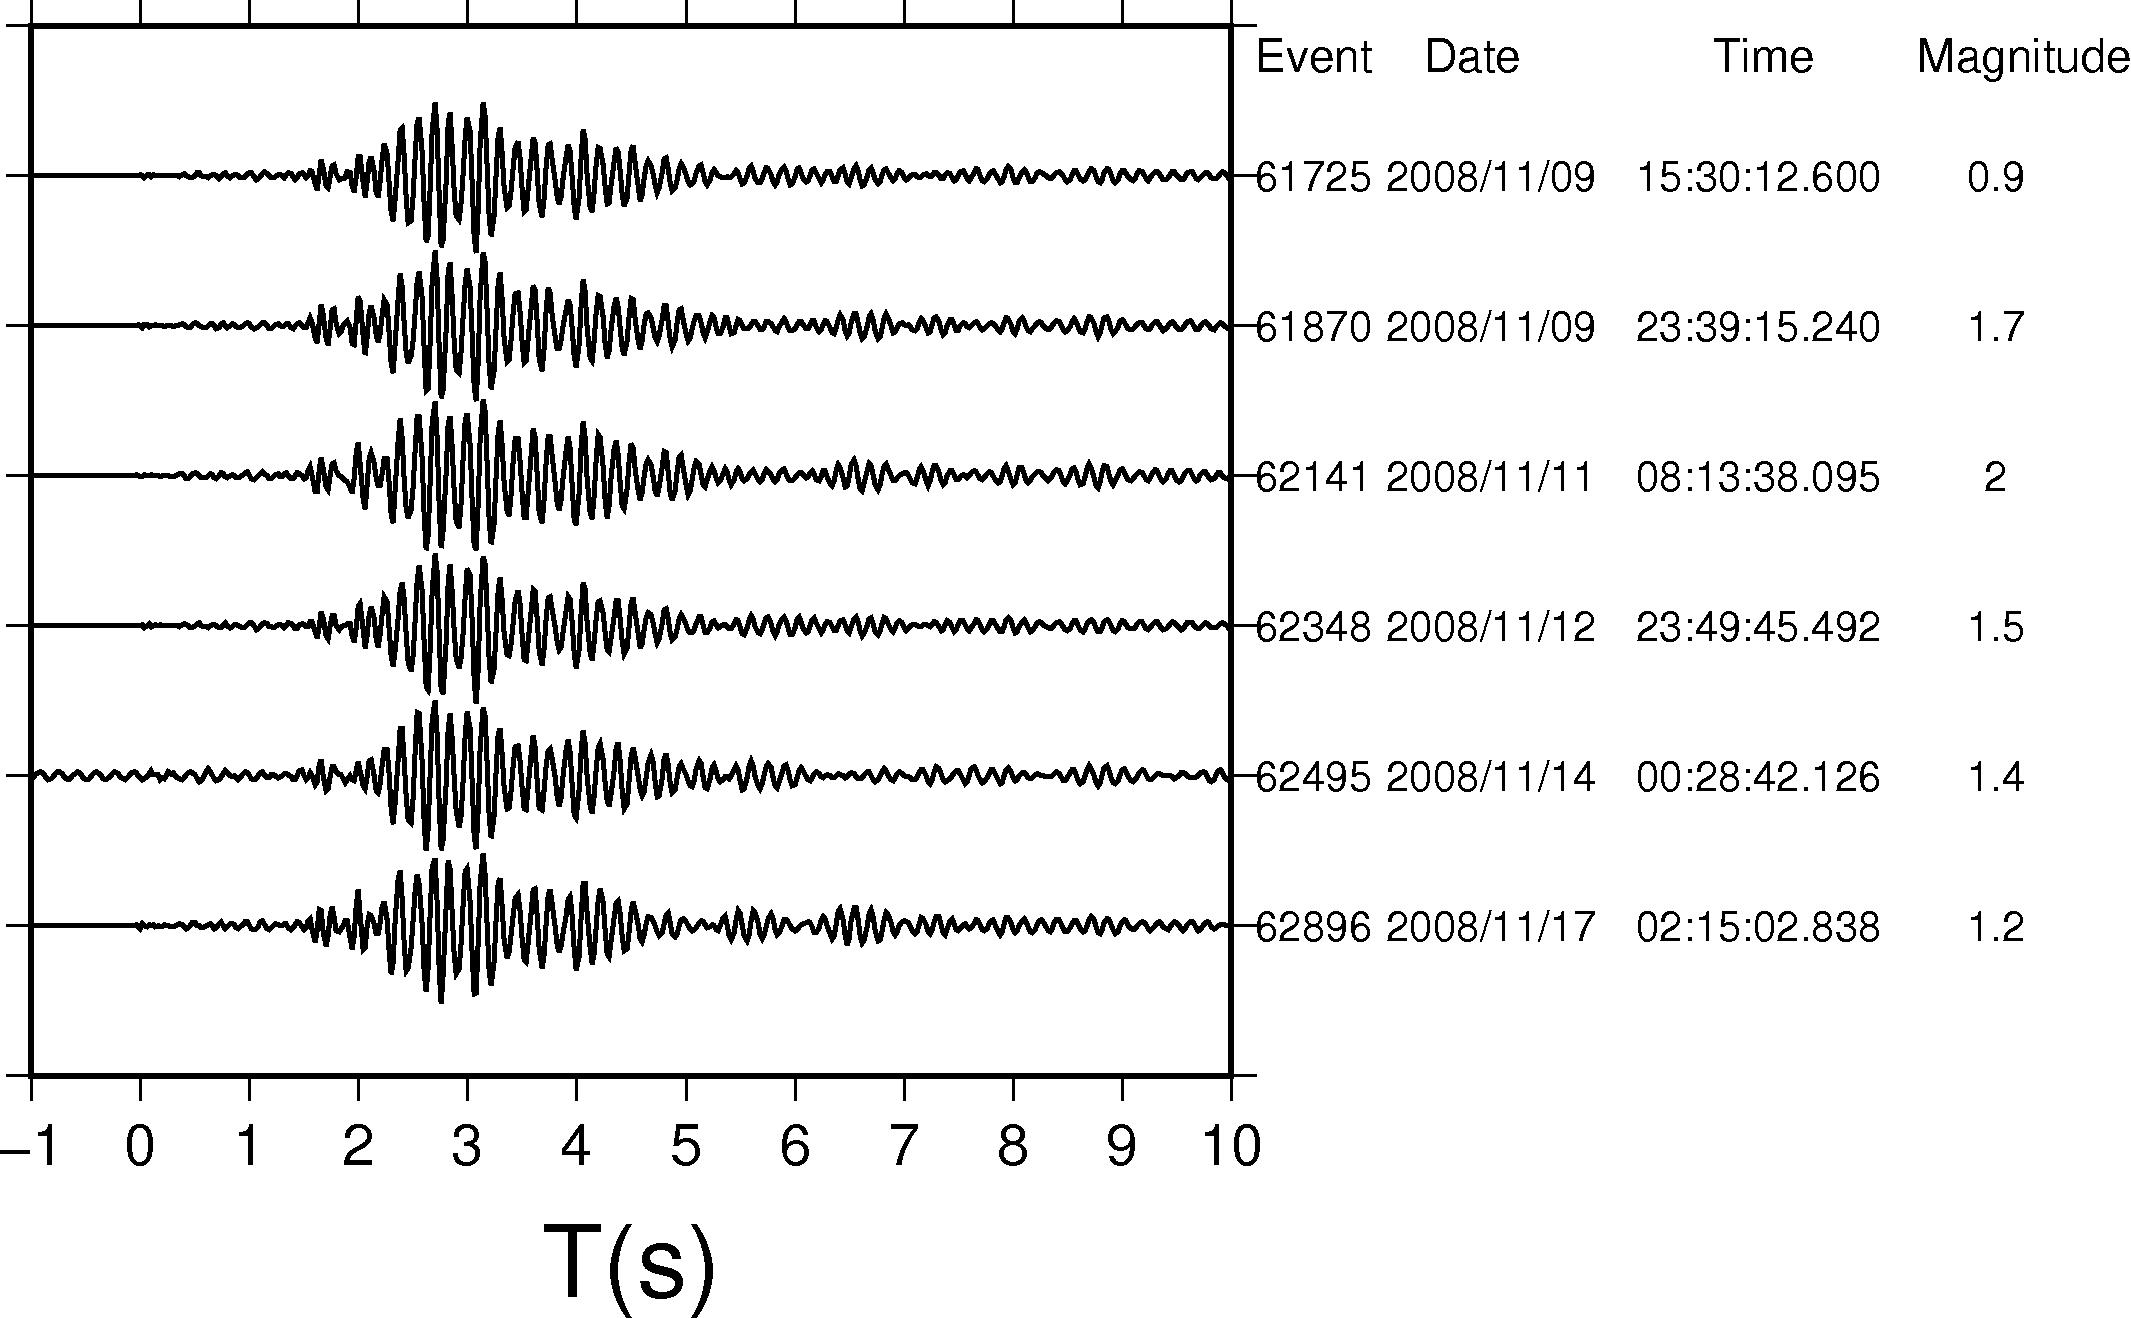 Event Date Time Magnitude
61725 2008/11/09 15:30:12.600 0.9
61870 2008/11/09 23:39:15.240 1.7
62141 2008/11/11 08:13:38.095 2
62348 2008/11/12 23:49:45.492 1.5
62495 2008/11/14 00:28:42.126 1.4
62896 2008/11/17 02:15:02.838 1.2
−1 0 1 2 3 4 5 6 7 8 9 10
T(s)